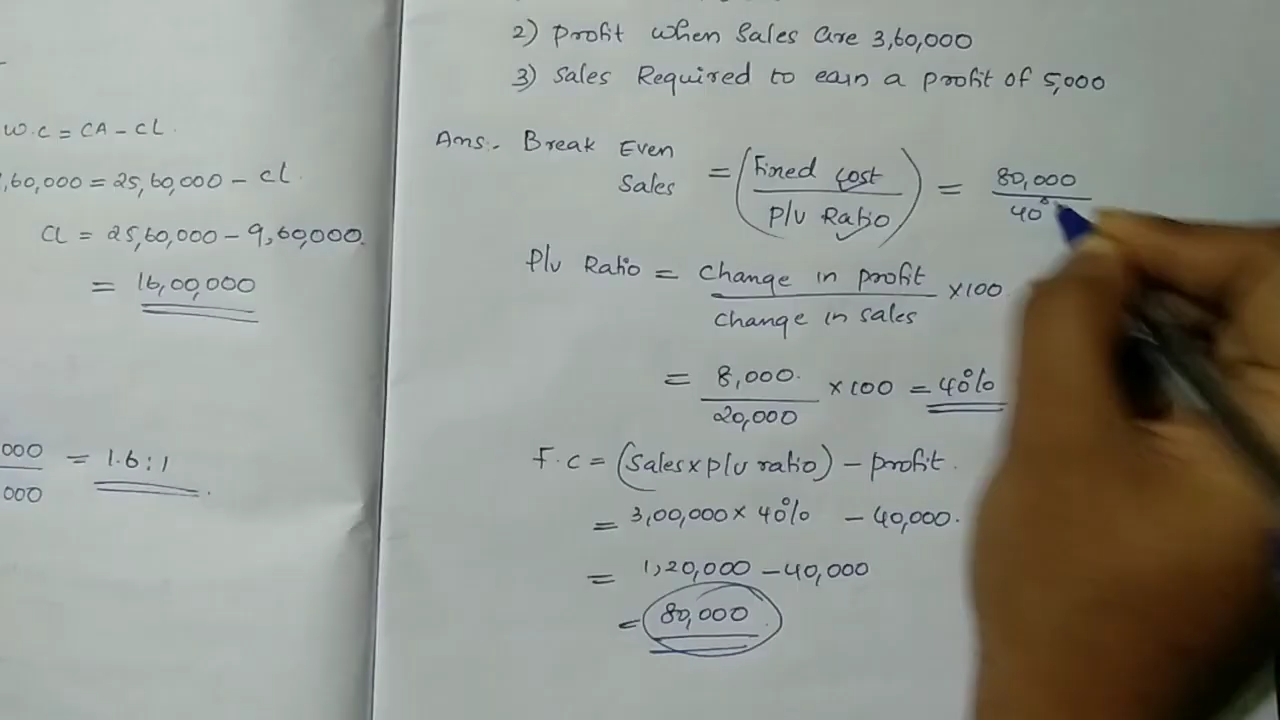 W.C = CA - CL.
,60,000 = 25,60,000 - CL.
CL = 25,60,000 - 9,60,000.
= 16,00,000
000
000 = 1.6 : 1
2) Profit when Sales are 3,60,000
3) Sales Required to earn a profit of 5,000
Ans:- Break Even Sales = (Fixed Cost / P/V Ratio) = 80,000 / 40%
P/V Ratio = Change in profit / Change in sales × 100
= 8,000. / 20,000 × 100 = 40%
F.C = (Sales × P/V ratio) - profit.
= 3,00,000 × 40% - 40,000.
= 1,20,000 - 40,000
= 80,000